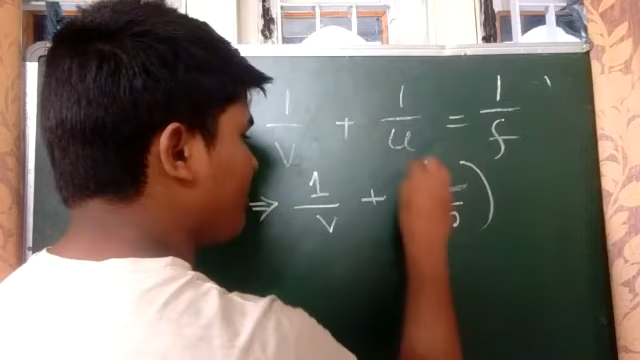 1/v + 1/u = 1/f
⇒ 1/v + )